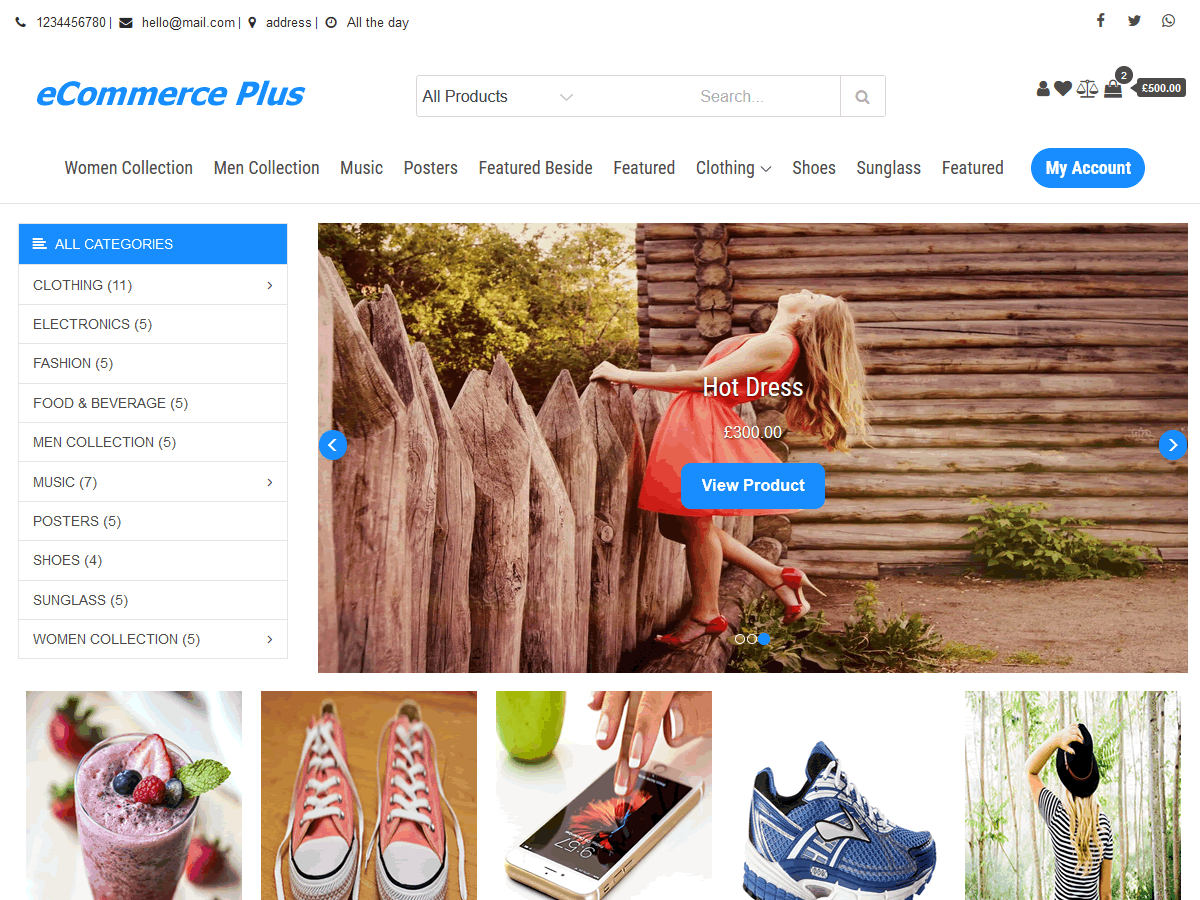 1234456780 | hello@mail.com | address | All the day
eCommerce Plus
All Products Search...
2
£500.00
Women Collection Men Collection Music Posters Featured Beside Featured Clothing Shoes Sunglass Featured My Account
ALL CATEGORIES
CLOTHING (11)
ELECTRONICS (5)
FASHION (5)
FOOD & BEVERAGE (5)
MEN COLLECTION (5)
MUSIC (7)
POSTERS (5)
SHOES (4)
SUNGLASS (5)
WOMEN COLLECTION (5)
Hot Dress
£300.00
View Product
9:57